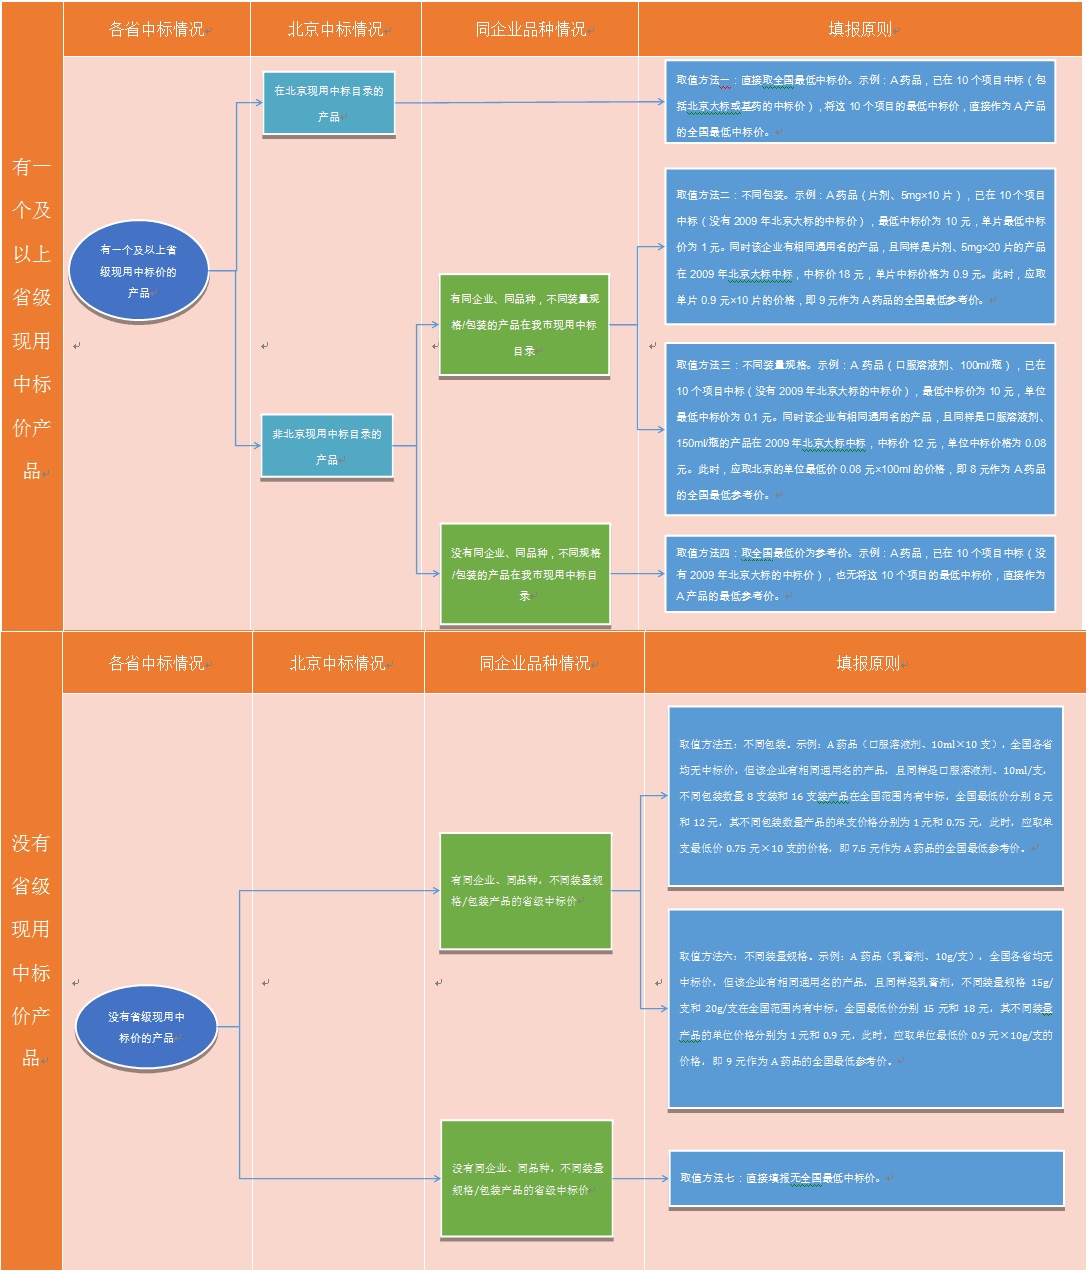 各省中标情况
北京中标情况
同企业品种情况
填报原则
有一
个及
以上
省级
现用
中标
价产
品
有一个及以上省
级现用中标价的
产品
在北京现用中标目录的
产品
非北京现用中标目录的
产品
有同企业、同品种，不同装量规
格/包装的产品在我市现用中标
目录
没有同企业、同品种，不同规格
/包装的产品在我市现用中标目
录
取值方法一：直接取全国最低中标价。示例：A药品，已在 10 个项目中标（包
括北京大标或基药的中标价），将这 10 个项目的最低中标价，直接作为 A 产品
的全国最低中标价。
取值方法二：不同包装。示例：A 药品（片剂、5mg×10 片），已在 10 个项目
中标（没有 2009 年北京大标的中标价），最低中标价为 10 元，单片最低中标
价为 1 元。同时该企业有相同通用名的产品，且同样是片剂、5mg×20 片的产品
在 2009 年北京大标中标，中标价 18 元，单片中标价格为 0.9 元。此时，应取
单片 0.9 元×10 片的价格，即 9 元作为 A 药品的全国最低参考价。
取值方法三：不同装量规格。示例：A 药品（口服溶液剂、100ml/瓶），已在
10 个项目中标（没有 2009 年北京大标的中标价），最低中标价为 10 元，单位
最低中标价为 0.1 元。同时该企业有相同通用名的产品，且同样是口服溶液剂、
150ml/瓶的产品在 2009 年北京大标中标，中标价 12 元，单位中标价格为 0.08
元。此时，应取北京的单位最低价 0.08 元×100ml 的价格，即 8 元作为 A 药品
的全国最低参考价。
取值方法四：取全国最低价为参考价。示例：A药品，已在 10 个项目中标（没
有 2009 年北京大标的中标价），也无将这 10 个项目的最低中标价，直接作为
A 产品的最低参考价。
各省中标情况
北京中标情况
同企业品种情况
填报原则
没有
省级
现用
中标
价产
品
没有省级现用中
标价的产品
有同企业、同品种，不同装量规
格/包装产品的省级中标价
没有同企业、同品种，不同装量
规格/包装产品的省级中标价
取值方法五：不同包装。示例：A 药品（口服溶液剂、10ml×10 支），全国各省
均无中标价，但该企业有相同通用名的产品，且同样是口服溶液剂、10ml/支，
不同包装数量 8 支装和 16 支装产品在全国范围内有中标，全国最低价分别 8 元
和 12 元，其不同包装数量产品的单支价格分别为 1 元和 0.75 元，此时，应取单
支最低价 0.75 元×10 支的价格，即 7.5 元作为 A 药品的全国最低参考价。
取值方法六：不同装量规格。示例：A 药品（乳膏剂、10g/支），全国各省均无
中标价，但该企业有相同通用名的产品，且同样是乳膏剂，不同装量规格 15g/
支和 20g/支在全国范围内有中标，全国最低价分别 15 元和 18 元，其不同装量
产品的单位价格分别为 1 元和 0.9 元，此时，应取单位最低价 0.9 元×10g/支的
价格，即 9 元作为 A 药品的全国最低参考价。
取值方法七：直接填报无全国最低中标价。